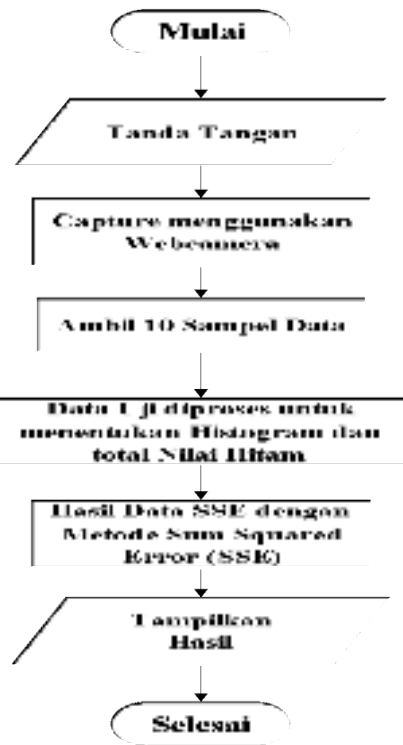 Mulai
Tanda Tangan
Capture menggunakan
Webcamera
Ambil 10 Sampel Data
Data Uji diproses untuk
menentukan Histogram dan
total Nilai Hitam
Hasil Data SSE dengan
Metode Sum Squared
Error (SSE)
Tampilkan
Hasil
Selesai